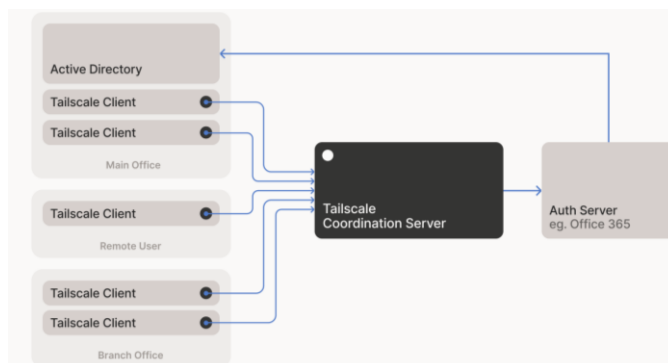 Active Directory
Tailscale Client
Tailscale Client
Main Office
Tailscale Client
Remote User
Tailscale Client
Tailscale Client
Branch Office
Tailscale
Coordination Server
Auth Server
eg. Office 365